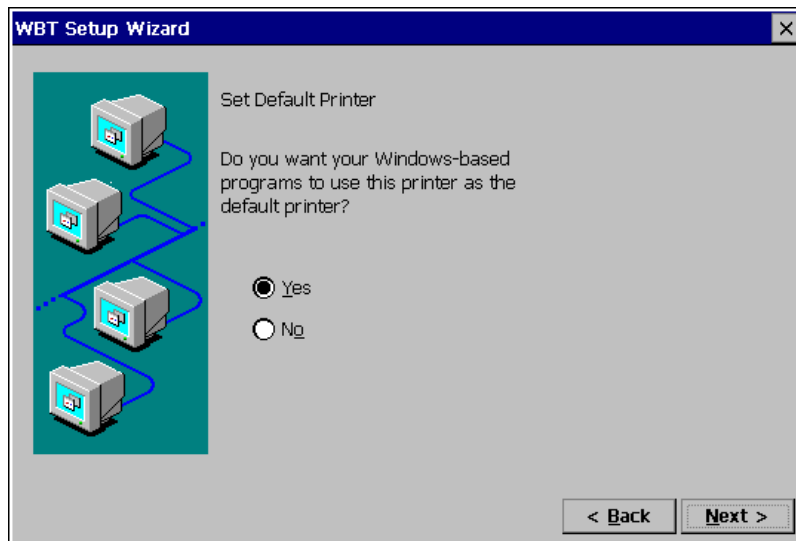 WBT Setup Wizard
Set Default Printer
Do you want your Windows-based
programs to use this printer as the
default printer?
Yes
No
< Back
Next >